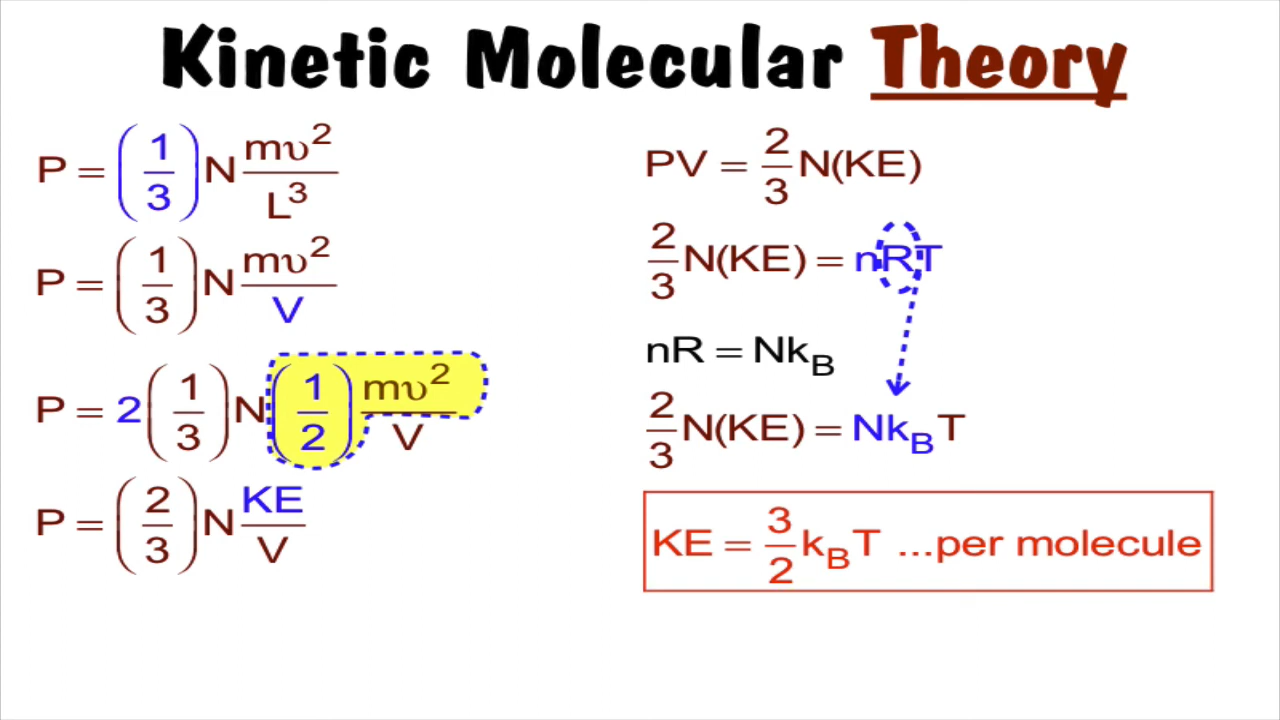 Kinetic Molecular Theory
P = (1/3) N mυ²/L³
P = (1/3) N mυ²/V
P = 2 (1/3) N (1/2) mυ²/V
P = (2/3) N KE/V
PV = 2/3 N(KE)
2/3 N(KE) = nRT
nR = Nk_B
2/3 N(KE) = Nk_BT
KE = 3/2 k_BT ...per molecule